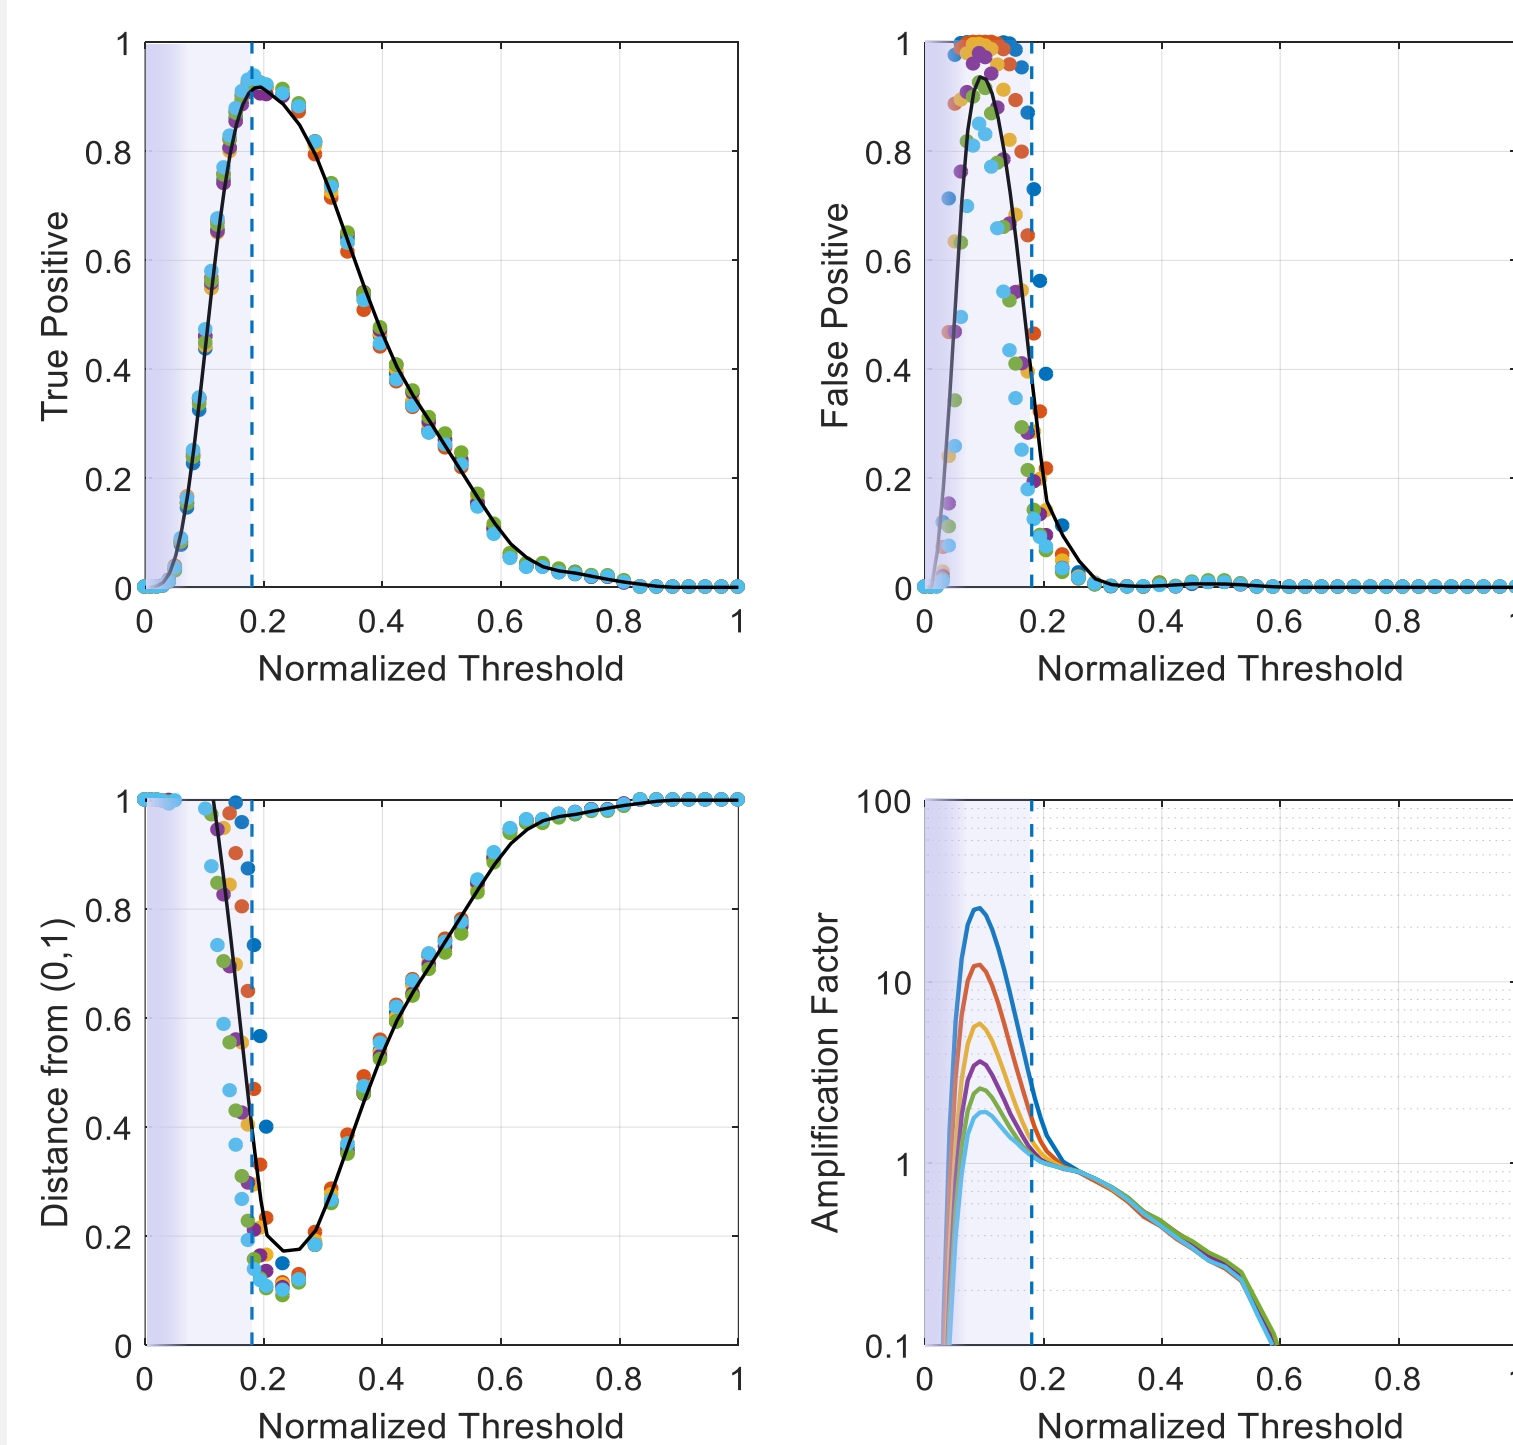 True Positive
1
0.8
0.6
0.4
0.2
0
0 0.2 0.4 0.6 0.8 1
Normalized Threshold
False Positive
1
0.8
0.6
0.4
0.2
0
0 0.2 0.4 0.6 0.8
Normalized Threshold
Distance from (0,1)
1
0.8
0.6
0.4
0.2
0
0 0.2 0.4 0.6 0.8 1
Normalized Threshold
Amplification Factor
100
10
1
0.1
0 0.2 0.4 0.6 0.8
Normalized Threshold